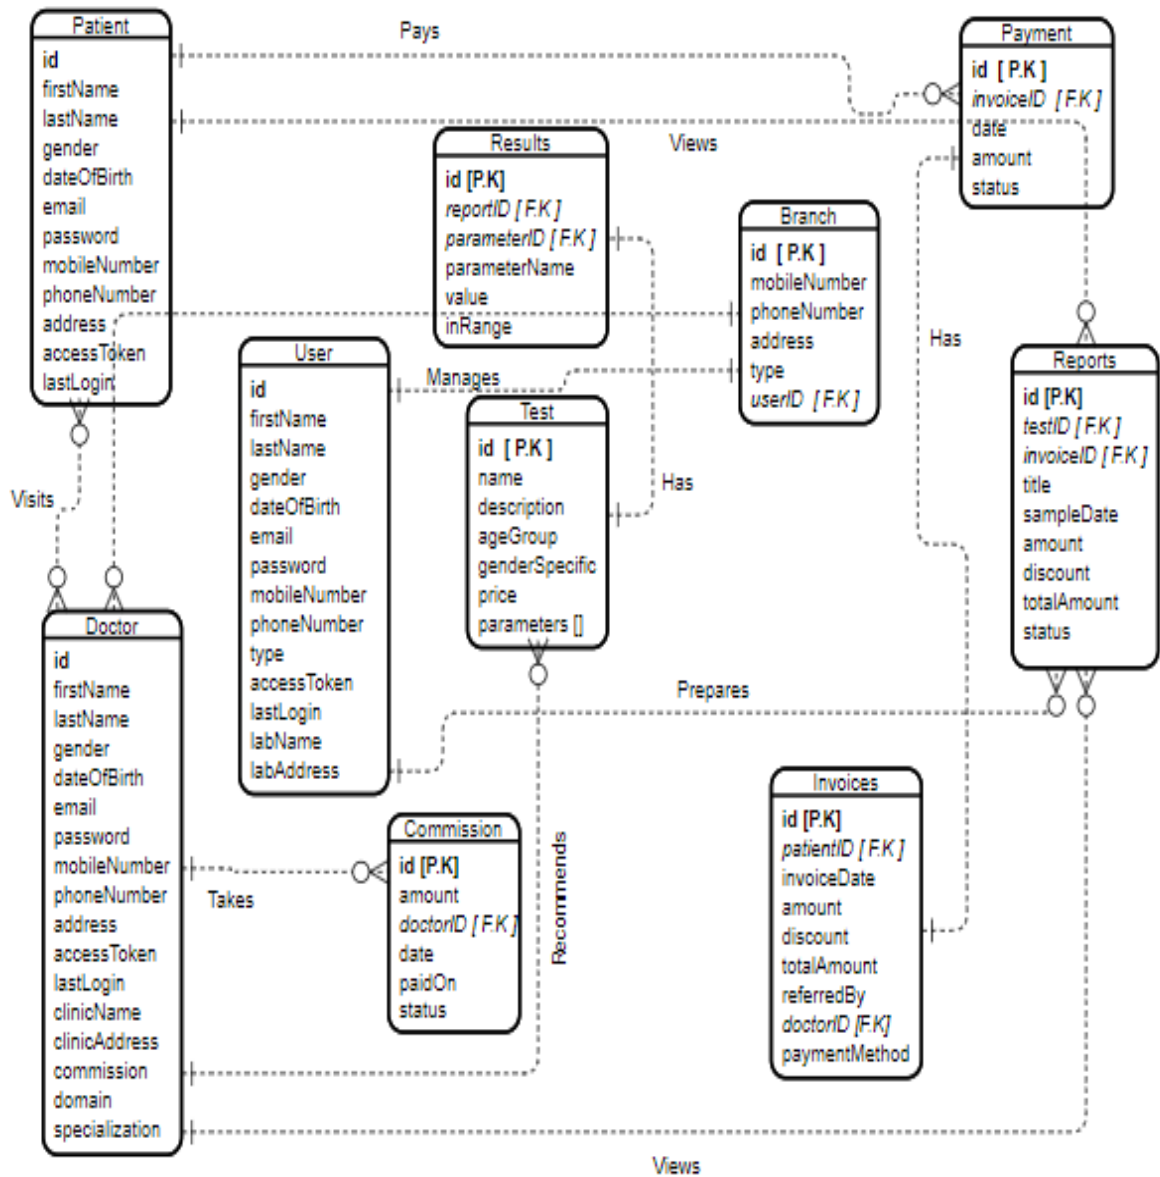 Patient
id
firstName
lastName
gender
dateOfBirth
email
password
mobileNumber
phoneNumber
address
accessToken
lastLogin
Pays
Views
Payment
id [ P.K ]
invoiceID [ F.K ]
date
amount
status
Results
id [P.K]
reportID [ F.K ]
parameterID [ F.K ]
parameterName
value
inRange
Branch
id [ P.K ]
mobileNumber
phoneNumber
address
type
userID [ F.K ]
Has
Reports
id [P.K]
testID [ F.K ]
invoiceID [ F.K ]
title
sampleDate
amount
discount
totalAmount
status
User
id
firstName
lastName
gender
dateOfBirth
email
password
mobileNumber
phoneNumber
type
accessToken
lastLogin
labName
labAddress
Manages
Test
id [ P.K ]
name
description
ageGroup
genderSpecific
price
parameters []
Has
Visits
Doctor
id
firstName
lastName
gender
dateOfBirth
email
password
mobileNumber
phoneNumber
address
accessToken
lastLogin
clinicName
clinicAddress
commission
domain
specialization
Prepares
Takes
Commission
id [P.K]
amount
doctorID [ F.K ]
date
paidOn
status
Recommends
Invoices
id [P.K]
patientID [ F.K ]
invoiceDate
amount
discount
totalAmount
referredBy
doctorID [F.K]
paymentMethod
Views